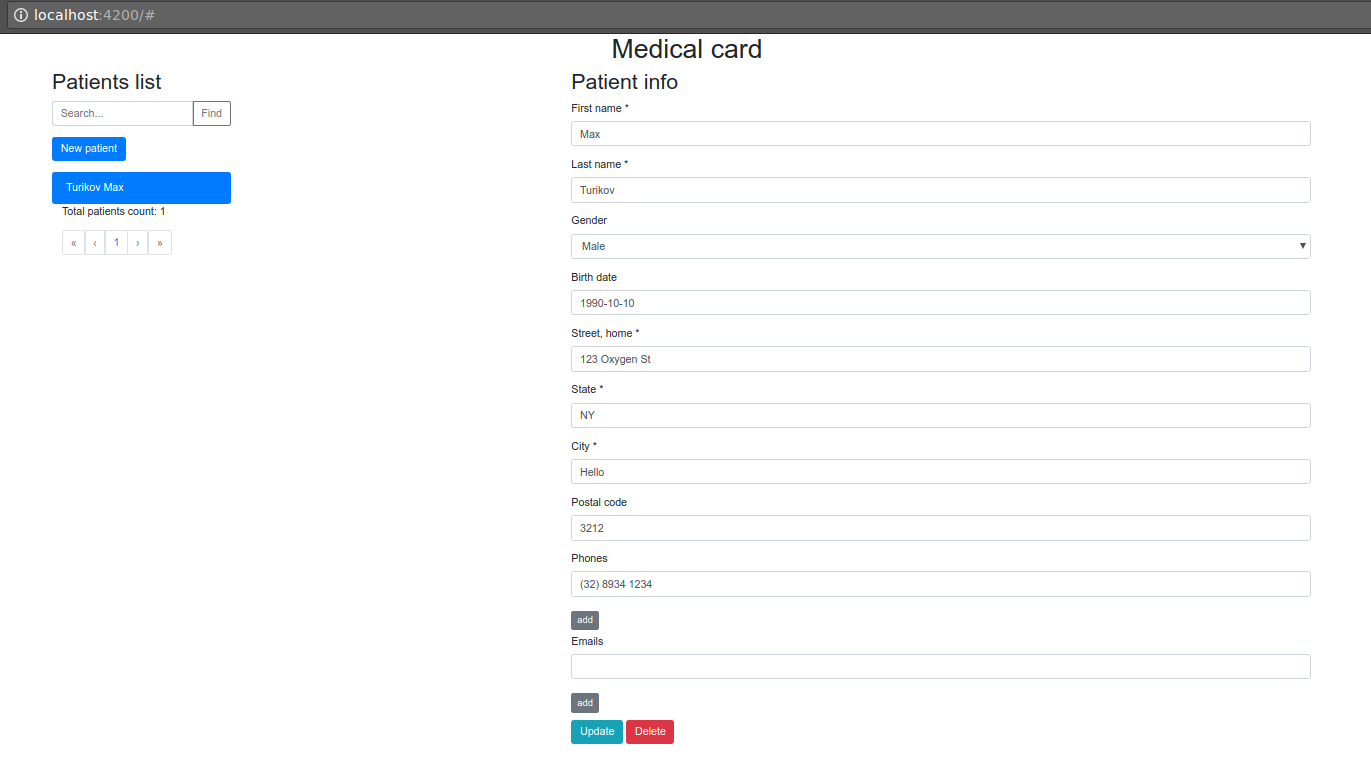 localhost:4200/#
Medical card
Patients list
Search...
Find
New patient
Turikov Max
Total patients count: 1
« ‹ 1 › »
Patient info
First name *
Max
Last name *
Turikov
Gender
Male
Birth date
1990-10-10
Street, home *
123 Oxygen St
State *
NY
City *
Hello
Postal code
3212
Phones
(32) 8934 1234
add
Emails
add
Update Delete